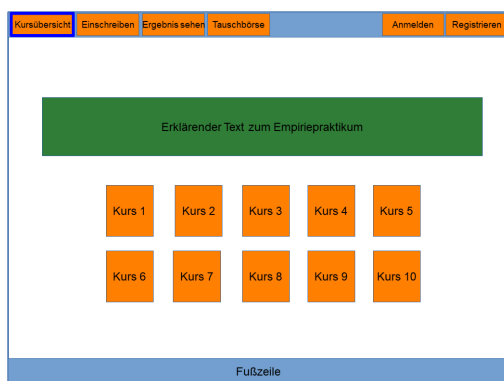 Kursübersicht Einschreiben Ergebnis sehen Tauschbörse Anmelden Registrieren
Erklärender Text zum Empiriepraktikum
Kurs 1 Kurs 2 Kurs 3 Kurs 4 Kurs 5
Kurs 6 Kurs 7 Kurs 8 Kurs 9 Kurs 10
Fußzeile